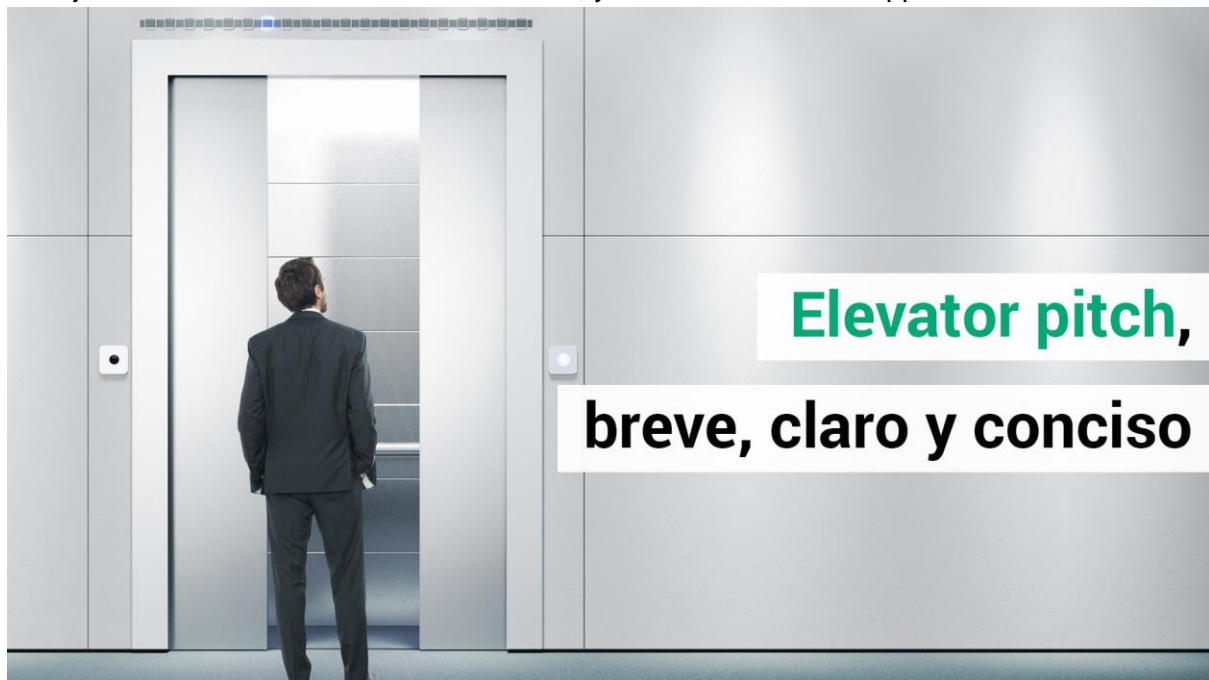 Elevator pitch,
breve, claro y conciso